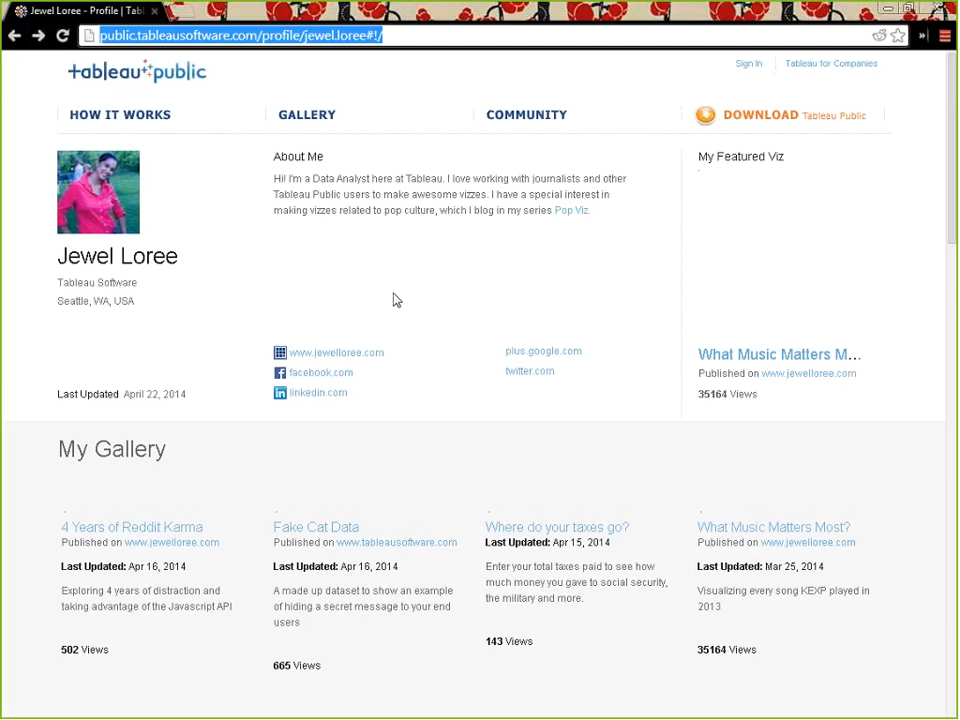 Jewel Loree - Profile | Tab
public.tableausoftware.com/profile/jewel.loree#!/
tableau public
Sign In
Tableau for Companies
HOW IT WORKS
GALLERY
COMMUNITY
DOWNLOAD Tableau Public
About Me
Hi! I'm a Data Analyst here at Tableau. I love working with journalists and other
Tableau Public users to make awesome vizzes. I have a special interest in
making vizzes related to pop culture, which I blog in my series Pop Viz.
My Featured Viz
Jewel Loree
Tableau Software
Seattle, WA, USA
www.jewelloree.com
plus.google.com
facebook.com
twitter.com
linkedin.com
Last Updated April 22, 2014
What Music Matters M...
Published on www.jewelloree.com
35164 Views
My Gallery
4 Years of Reddit Karma
Published on www.jewelloree.com
Last Updated: Apr 16, 2014
Exploring 4 years of distraction and
taking advantage of the Javascript API
502 Views
Fake Cat Data
Published on www.tableausoftware.com
Last Updated: Apr 16, 2014
A made up dataset to show an example
of hiding a secret message to your end
users
665 Views
Where do your taxes go?
Last Updated: Apr 15, 2014
Enter your total taxes paid to see how
much money you gave to social security,
the military and more.
143 Views
What Music Matters Most?
Published on www.jewelloree.com
Last Updated: Mar 25, 2014
Visualizing every song KEXP played in
2013.
35164 Views